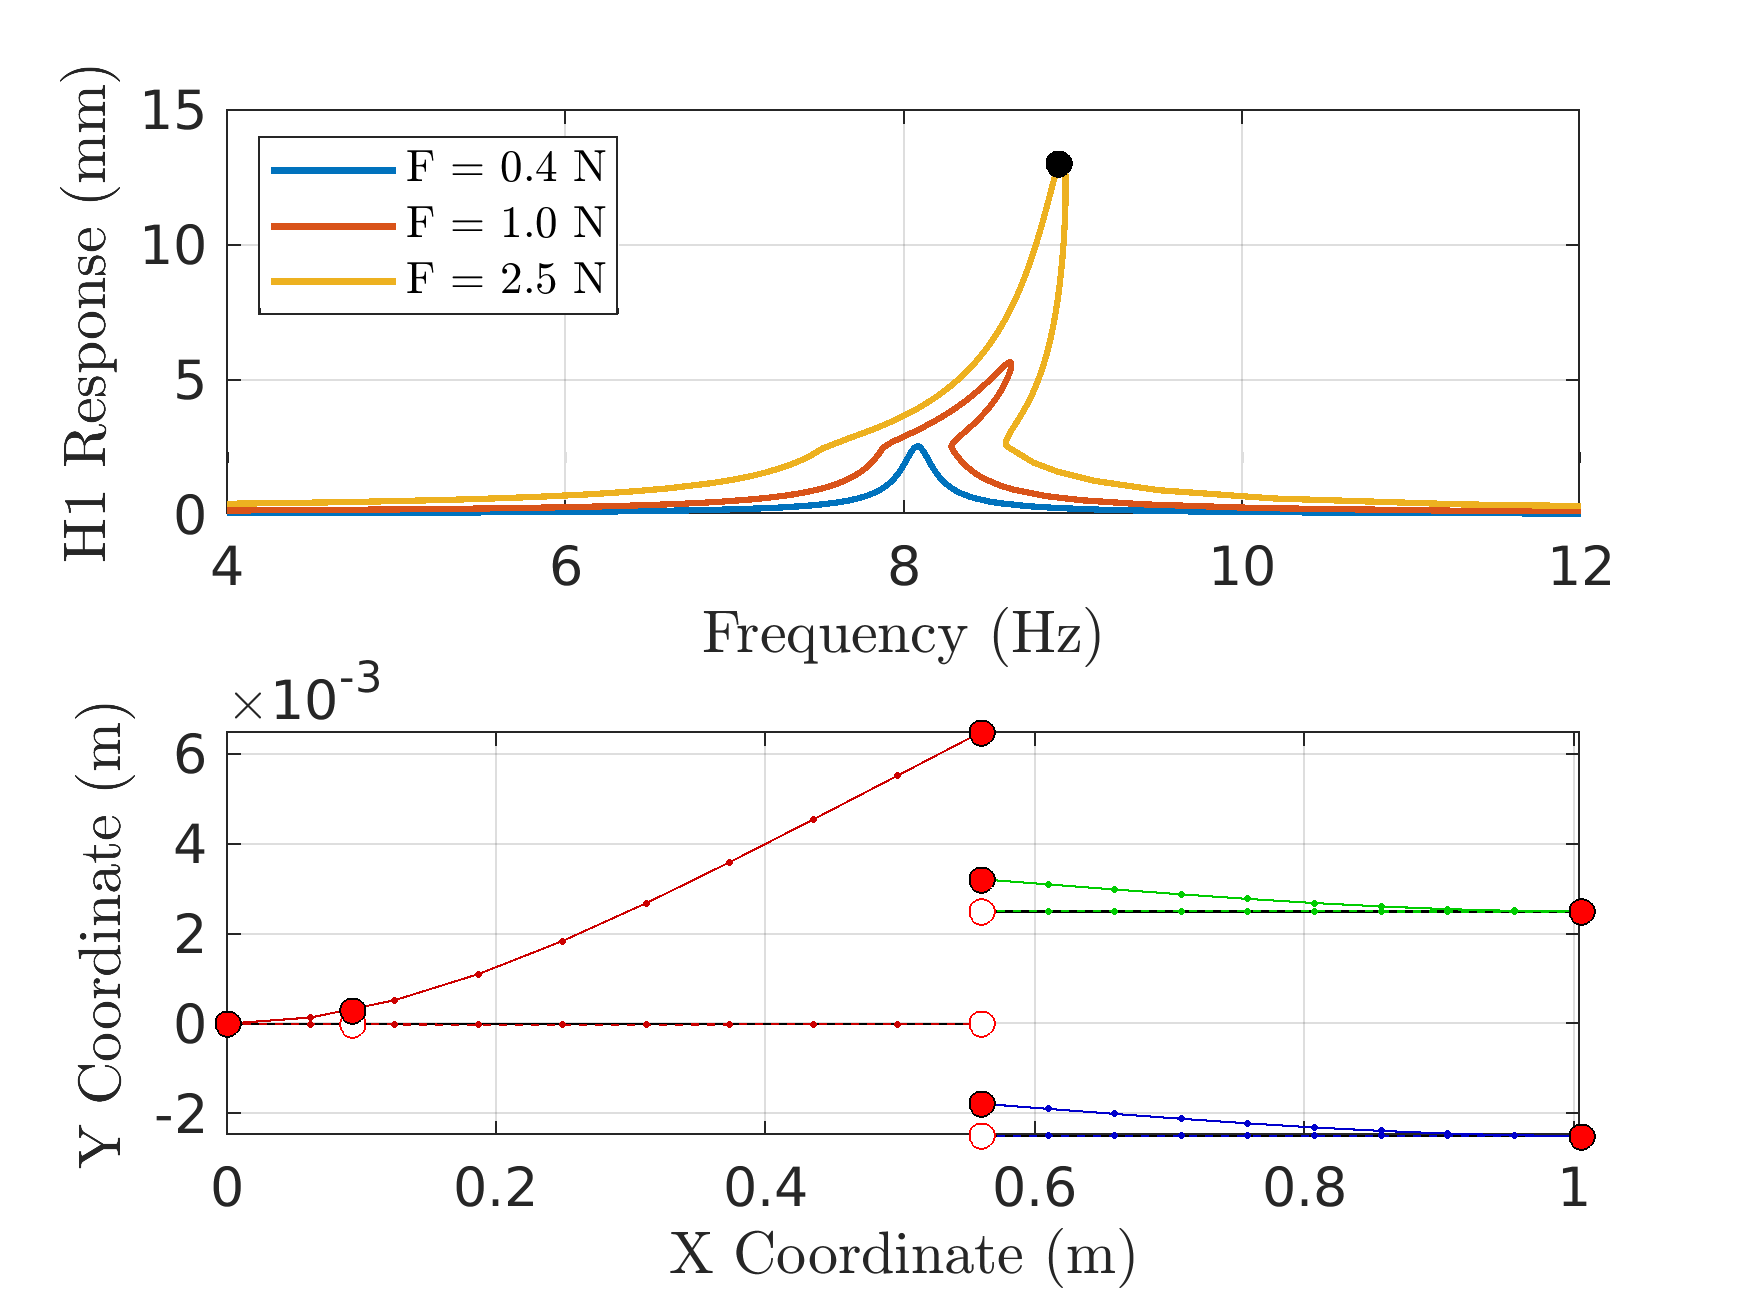 H1 Response (mm)
15
10
5
0
F = 0.4 N
F = 1.0 N
F = 2.5 N
4 6 8 10 12
Frequency (Hz)
×10-3
Y Coordinate (m)
6
4
2
0
-2
0 0.2 0.4 0.6 0.8 1
X Coordinate (m)